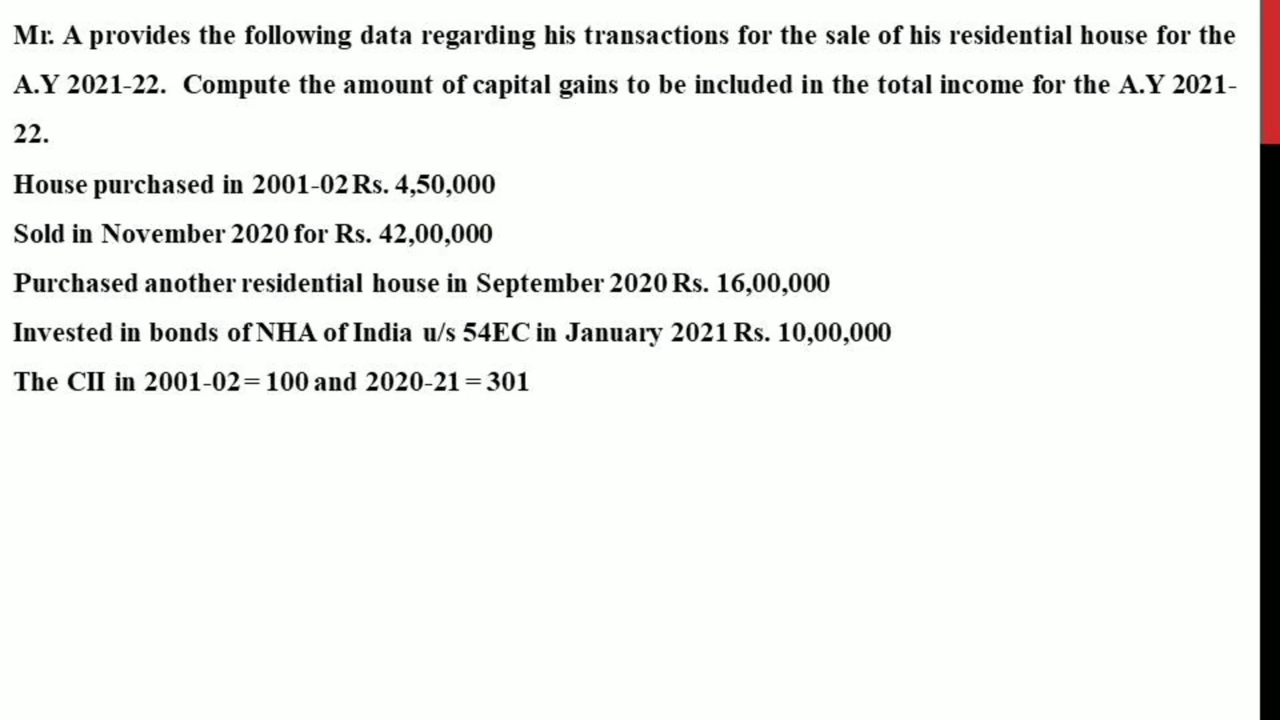 Mr. A provides the following data regarding his transactions for the sale of his residential house for the
A.Y 2021-22. Compute the amount of capital gains to be included in the total income for the A.Y 2021-
22.
House purchased in 2001-02 Rs. 4,50,000
Sold in November 2020 for Rs. 42,00,000
Purchased another residential house in September 2020 Rs. 16,00,000
Invested in bonds of NHA of India u/s 54EC in January 2021 Rs. 10,00,000
The CII in 2001-02 = 100 and 2020-21 = 301